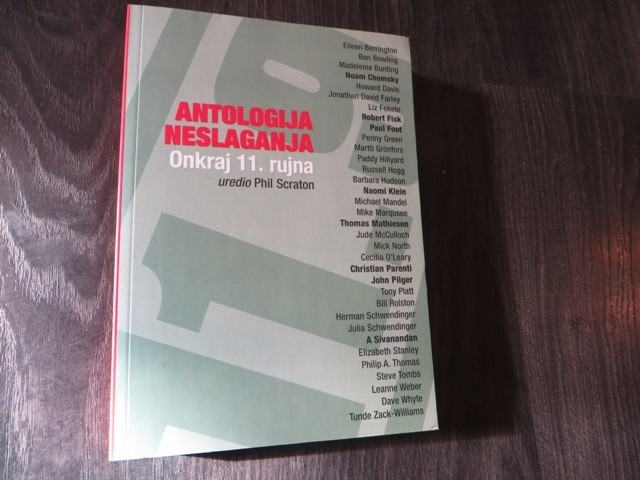 ANTOLOGIJA
NESLAGANJA
Onkraj 11. rujna
uredio Phil Scraton
Eileen Berrington
Ben Bowling
Madeleine Bunting
Noam Chomsky
Howard Davis
Jonathan David Farley
Liz Fekete
Robert Fisk
Paul Foot
Penny Green
Martti Grönfors
Paddy Hillyard
Russell Hogg
Barbara Hudson
Naomi Klein
Michael Mandel
Mike Marqusee
Thomas Mathiesen
Jude McCulloch
Mick North
Cecilia O'Leary
Christian Parenti
John Pilger
Tony Platt
Bill Rolston
Herman Schwendinger
Julia Schwendinger
A Sivanandan
Elizabeth Stanley
Philip A. Thomas
Steve Tombs
Leanne Weber
Dave Whyte
Tunde Zack-Williams